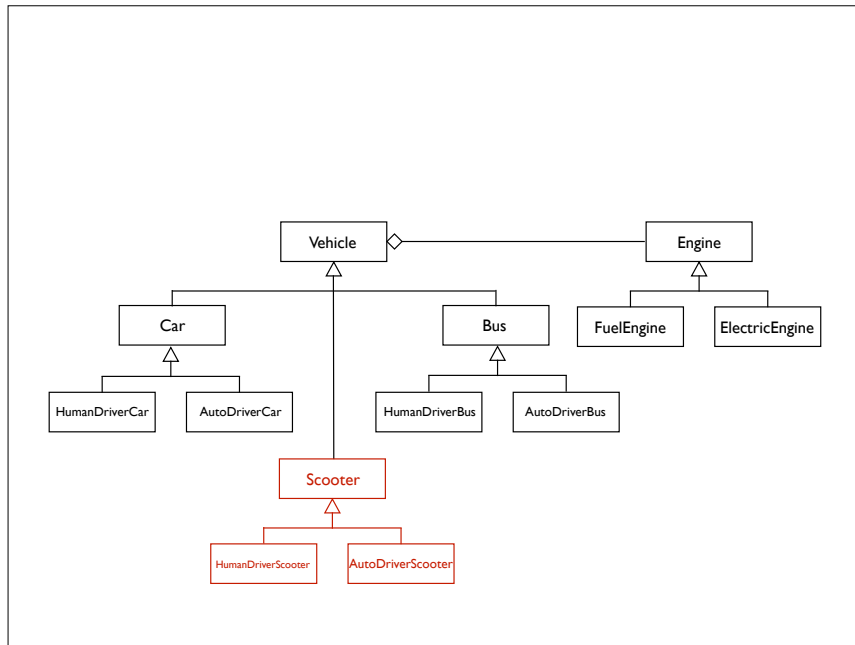 Vehicle
Engine
Car
Bus
FuelEngine
ElectricEngine
HumanDriverCar
AutoDriverCar
HumanDriverBus
AutoDriverBus
Scooter
HumanDriverScooter
AutoDriverScooter